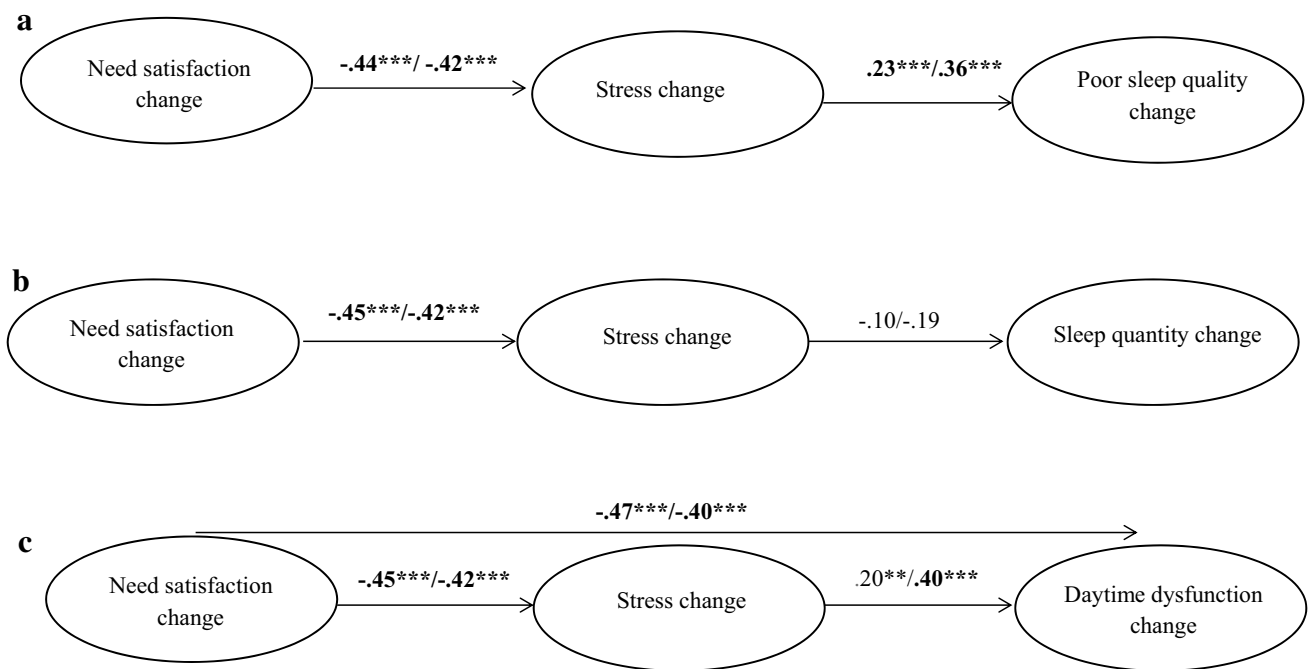 a
Need satisfaction
change
-.44***/ -.42***
Stress change
.23***/.36***
Poor sleep quality
change
b
Need satisfaction
change
-.45***/-.42***
Stress change
-.10/-.19
Sleep quantity change
-.47***/-.40***
c
Need satisfaction
change
-.45***/-.42***
Stress change
.20**/.40***
Daytime dysfunction
change